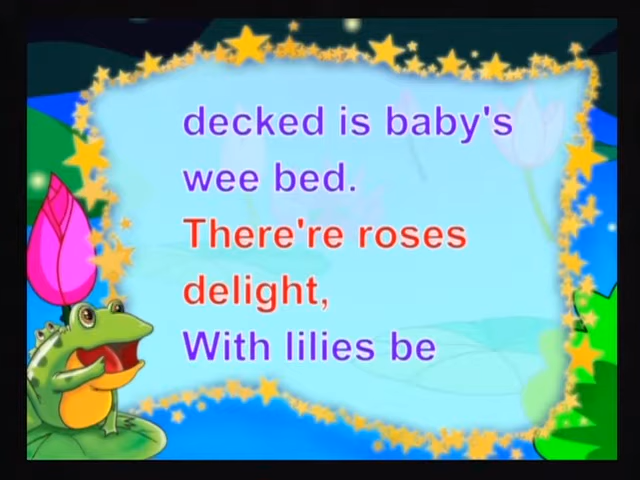 decked is baby's
wee bed.
There're roses
delight,
With lilies be